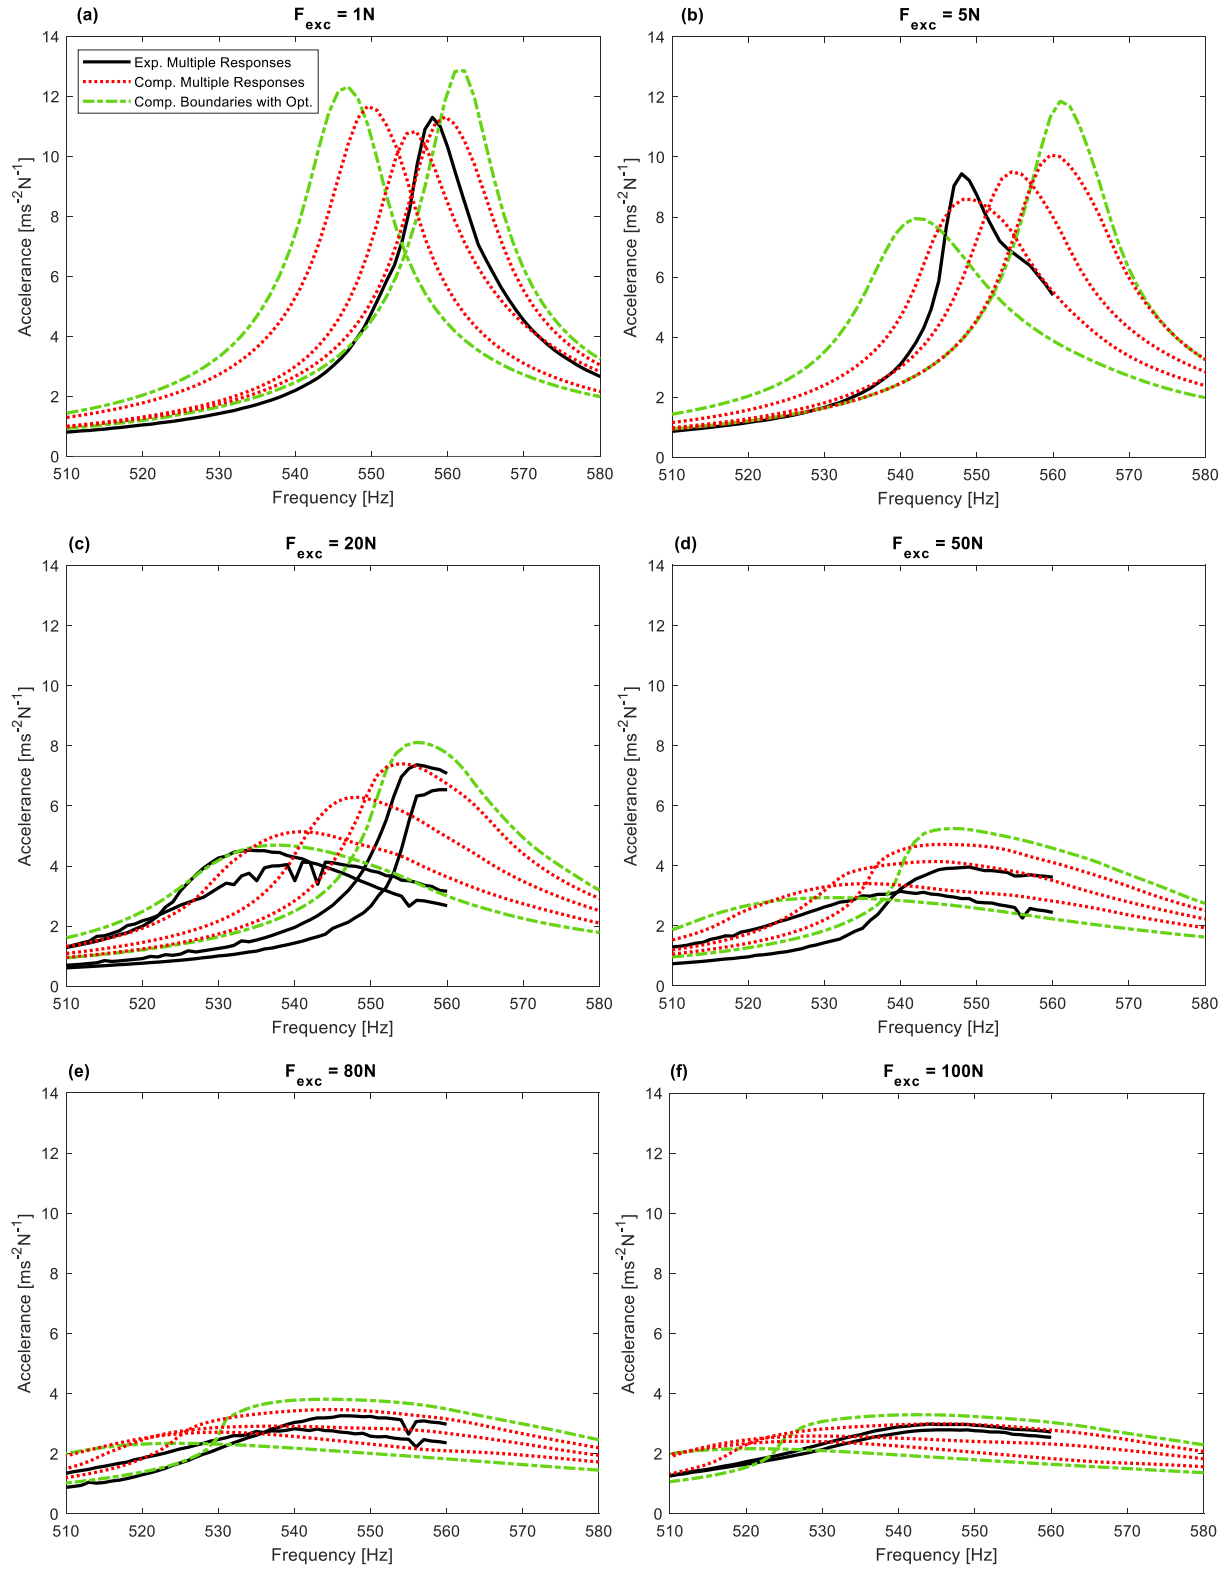 (a) F_exc = 1N
14
12
10
8
6
4
2
0
Accelerance [ms⁻²N⁻¹]
Exp. Multiple Responses
Comp. Multiple Responses
Comp. Boundaries with Opt.
510 520 530 540 550 560 570 580
Frequency [Hz]
(b) F_exc = 5N
14
12
10
8
6
4
2
0
Accelerance [ms⁻²N⁻¹]
510 520 530 540 550 560 570 580
Frequency [Hz]
(c) F_exc = 20N
14
12
10
8
6
4
2
0
Accelerance [ms⁻²N⁻¹]
510 520 530 540 550 560 570 580
Frequency [Hz]
(d) F_exc = 50N
14
12
10
8
6
4
2
0
Accelerance [ms⁻²N⁻¹]
510 520 530 540 550 560 570 580
Frequency [Hz]
(e) F_exc = 80N
14
12
10
8
6
4
2
0
Accelerance [ms⁻²N⁻¹]
510 520 530 540 550 560 570 580
Frequency [Hz]
(f) F_exc = 100N
14
12
10
8
6
4
2
0
Accelerance [ms⁻²N⁻¹]
510 520 530 540 550 560 570 580
Frequency [Hz]